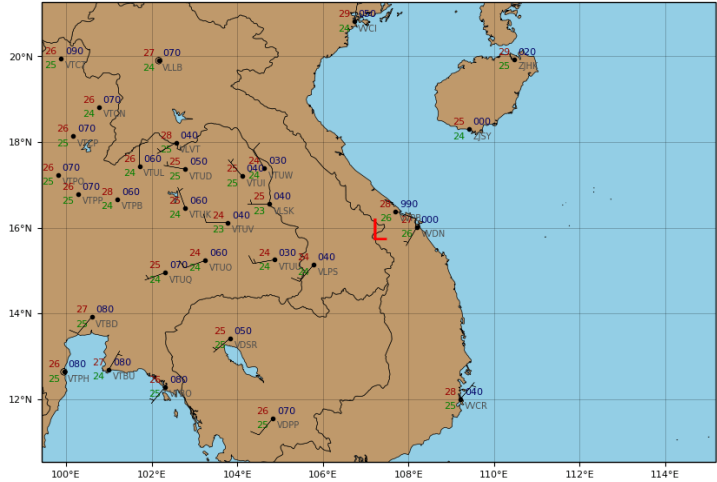 29 050
24 VVCI
20°N
26 090
25
27 070
24 VLLB
29 020
25 ZJHK
26 070
24 VTCN
25 000
24 ZJSY
18°N
26 070
25
28 040
25 VLVT
26 060
24 VTUL
25 050
25 VTUD
24 030
24 VTUW
25 040
25 VTUI
26 070
25 VTPO
26 070
25 VTPP
28 060
24 VTPB
26 060
24 VTUK
25 040
23 VLSK
28 990
26
27 000
26 VVDN
L
16°N
24 040
23 VTUV
24 060
24 VTUO
24 030
24 VTUU
24 040
VLPS
25 070
24 VTUQ
14°N
27 080
25 VTBD
25 050
25 VDSR
26 080
25 VTPH
27 080
24 VTBU
26 080
25
28 040
25 VVCR
12°N
26 070
25 VDPP
100°E 102°E 104°E 106°E 108°E 110°E 112°E 114°E